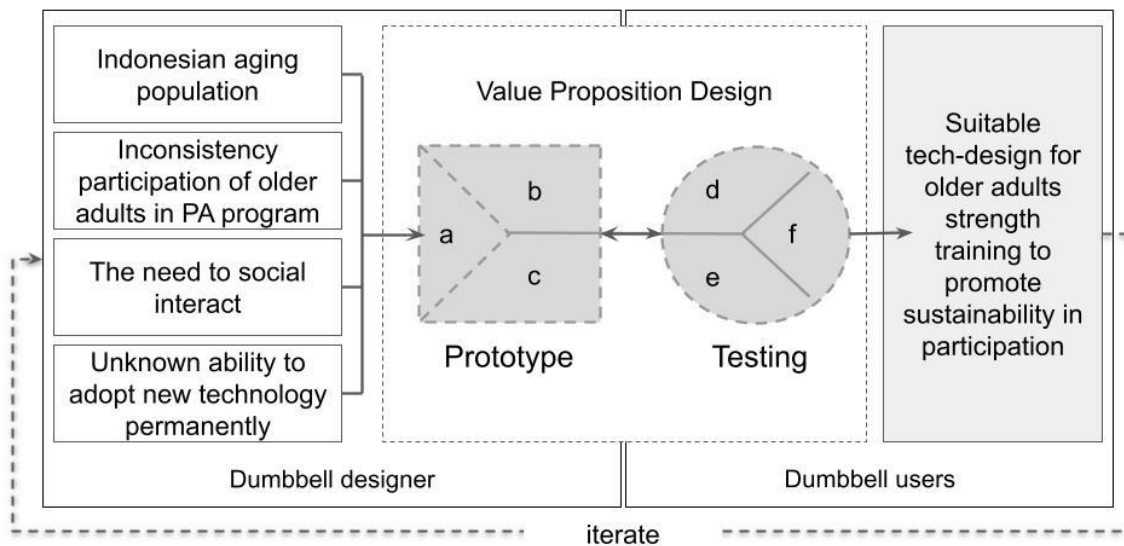 Indonesian aging
population
Inconsistency
participation of older
adults in PA program
The need to social
interact
Unknown ability to
adopt new technology
permanently
Dumbbell designer
Value Proposition Design
a
b
c
Prototype
d
e
f
Testing
Suitable
tech-design for
older adults
strength
training to
promote
sustainability in
participation
Dumbbell users
iterate